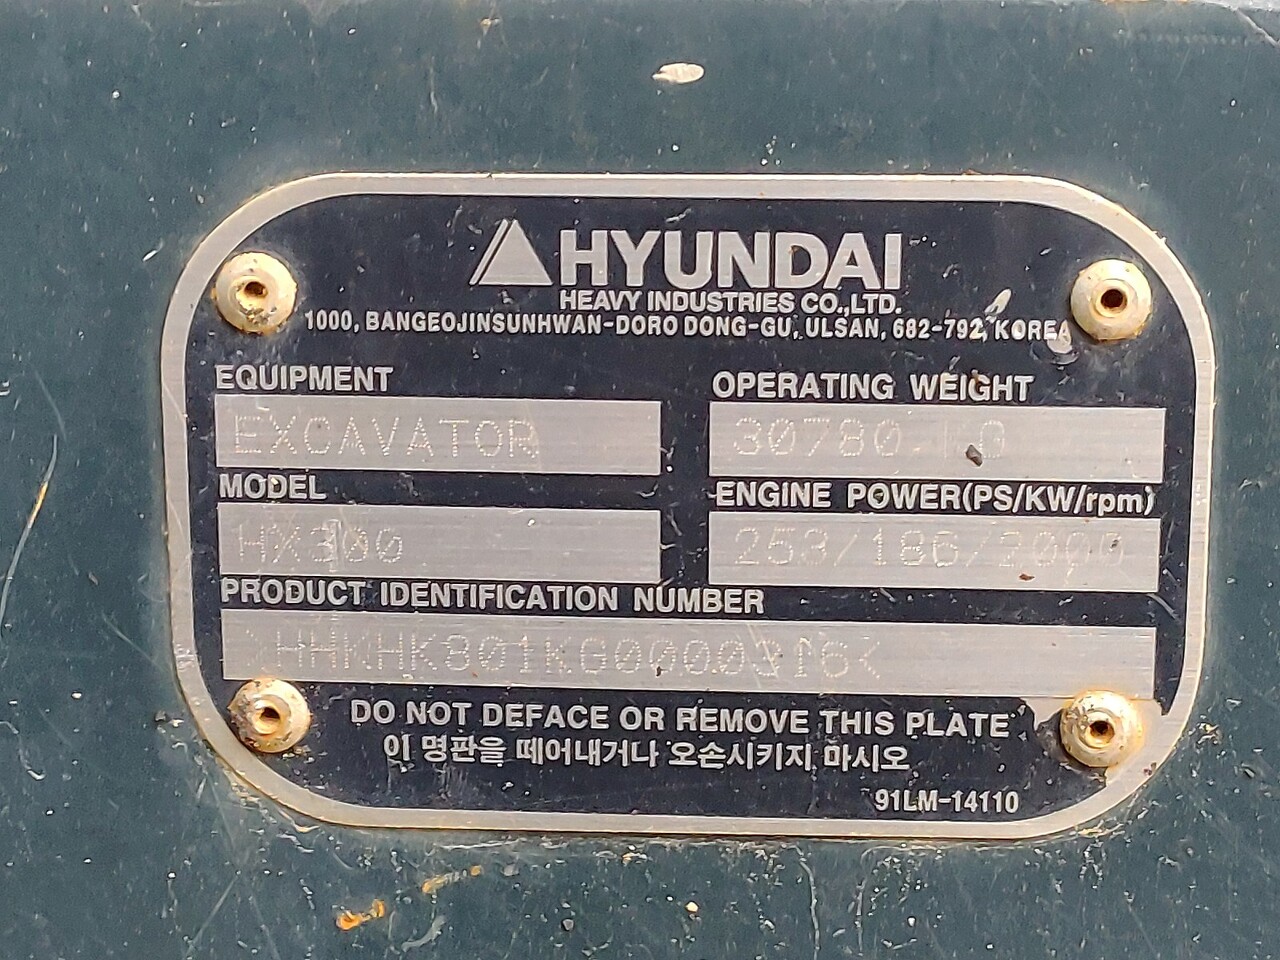 HYUNDAI
HEAVY INDUSTRIES CO.,LTD.
1000, BANGEOJINSUNHWAN-DORO DONG-GU, ULSAN, 682-792, KOREA
EQUIPMENT
EXCAVATOR
OPERATING WEIGHT
30780.KG
MODEL
HX300
ENGINE POWER(PS/KW/rpm)
253/186/2000
PRODUCT IDENTIFICATION NUMBER
DO NOT DEFACE OR REMOVE THIS PLATE
이 명판을 떼어내거나 오손시키지 마시오
91LM-14110